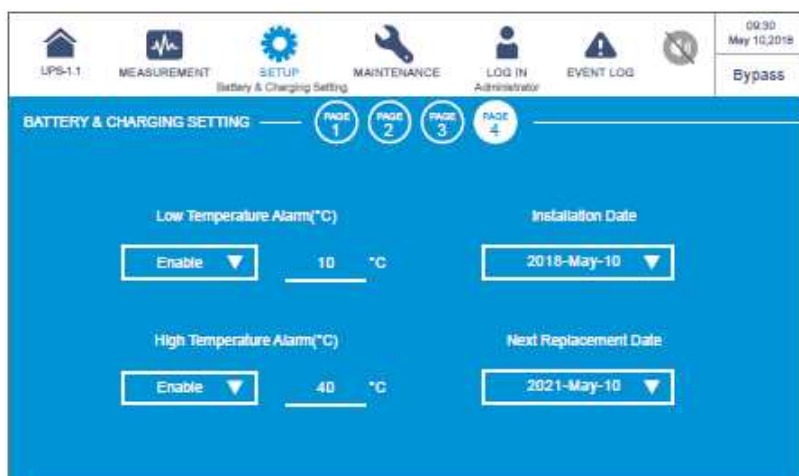 09:30
May 10,2018
UPS-1.1
MEASUREMENT
SETUP
MAINTENANCE
LOG IN
EVENT LOG
Bypass
Battery & Charging Setting
Administrator
BATTERY & CHARGING SETTING
PAGE 1
PAGE 2
PAGE 3
PAGE 4
Low Temperature Alarm(°C)
Installation Date
Enable
10 °C
2018-May-10
High Temperature Alarm(°C)
Next Replacement Date
Enable
40 °C
2021-May-10